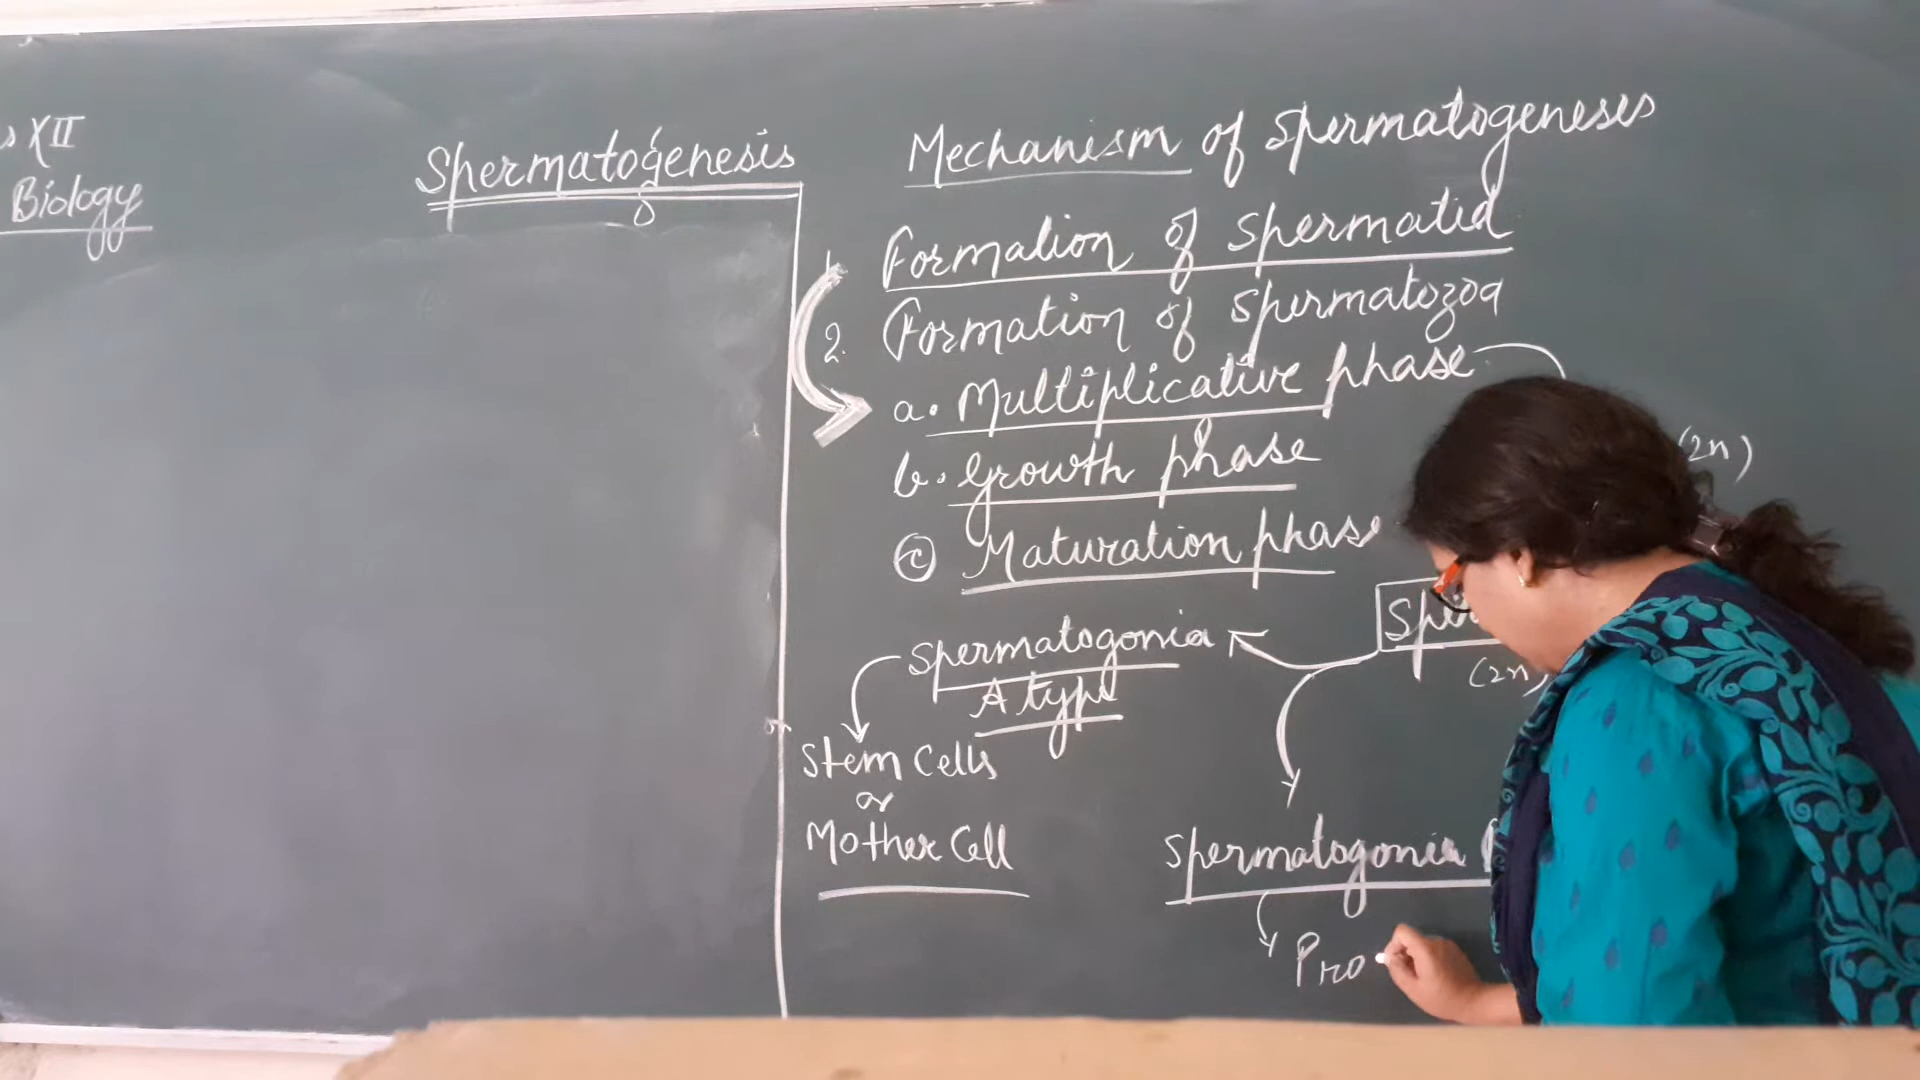 XII
Biology
Spermatogenesis
Mechanism of Spermatogeneses
1. Formation of Spermatid
2. Formation of Spermatozoa
a. Multiplicative phase
b. Growth phase
(2n)
c Maturation phase
Spermatogonia
(2n)
A type
Stem Cells
or
Mother Cell
Spermatogonia
Pro